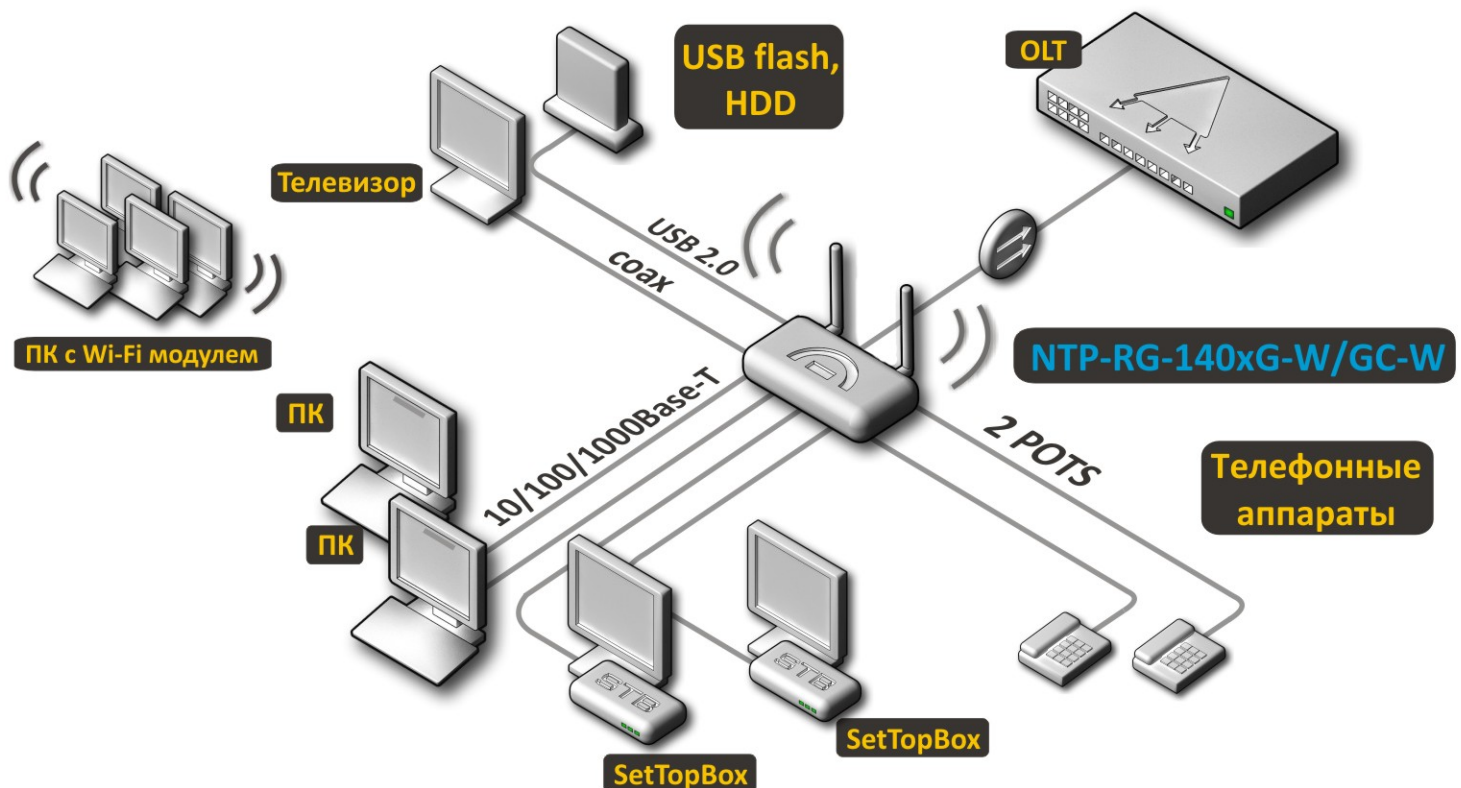 USB flash,
HDD
OLT
Телевизор
USB 2.0
coax
ПК с Wi-Fi модулем
NTP-RG-140xG-W/GC-W
ПК
10/100/1000Base-T
2 POTS
Телефонные
аппараты
ПК
STB
STB
SetTopBox
SetTopBox